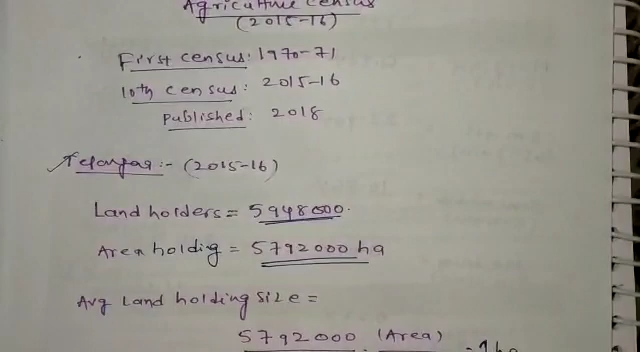 Agriculture Census
(2015-16)
First census: 1970-71
10th census: 2015-16
Published: 2018
Telangana:- (2015-16)
Land holders = 5948000.
Area holding = 5792000 ha
Avg Land holding size =
5792000 (Area)